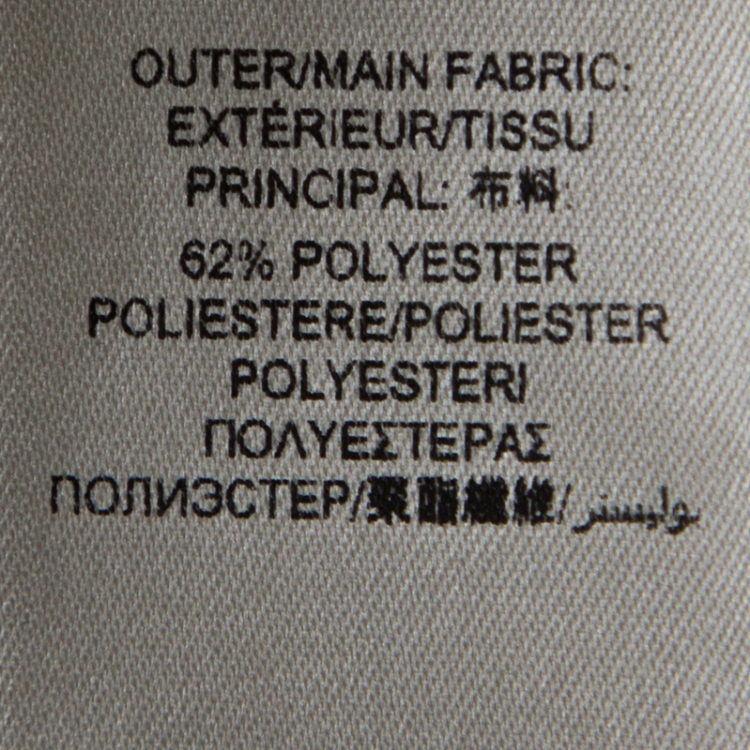 OUTER/MAIN FABRIC:
EXTÉRIEUR/TISSU
PRINCIPAL: 布料:
62% POLYESTER
POLIESTERE/POLIESTER
POLYESTERI
ΠΟΛΥΕΣΤΕΡΑΣ
ПОЛИЭСТЕР/聚酯纖維/بوليستر